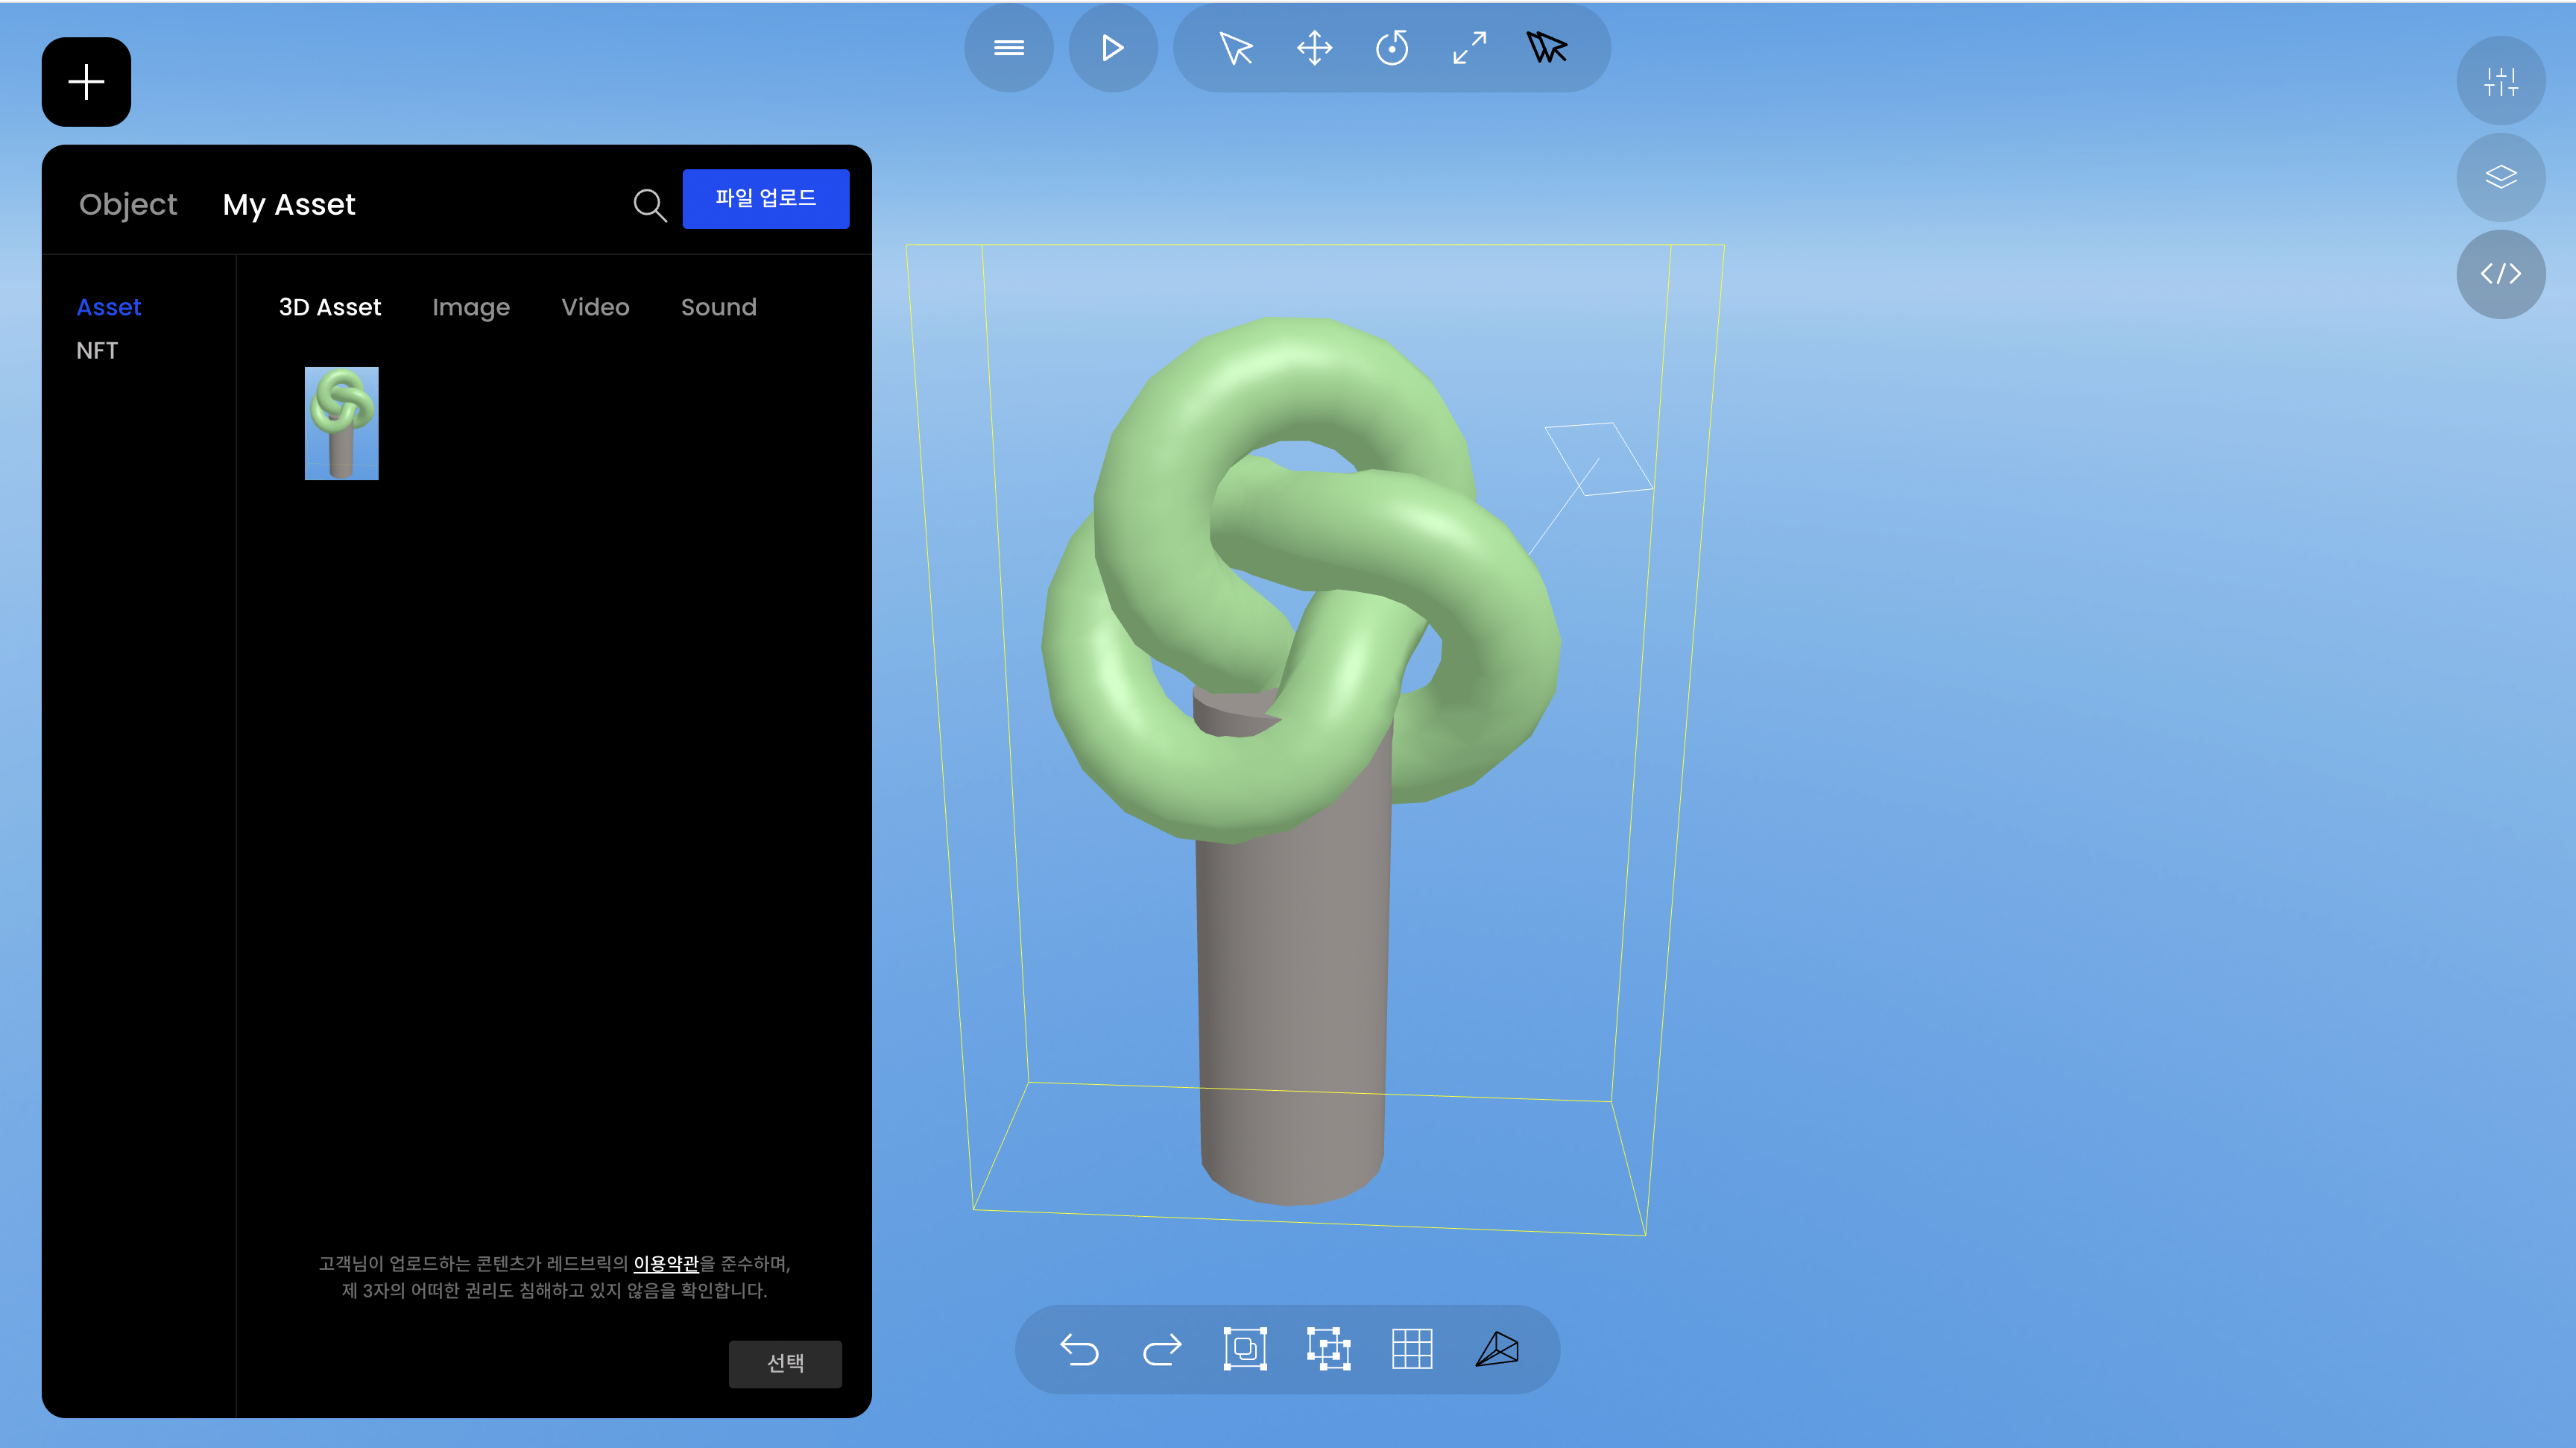 Object My Asset 파일 업로드
Asset 3D Asset Image Video Sound
NFT
고객님이 업로드하는 콘텐츠가 레드브릭의 이용약관을 준수하며,
제 3자의 어떠한 권리도 침해하고 있지 않음을 확인합니다.
선택